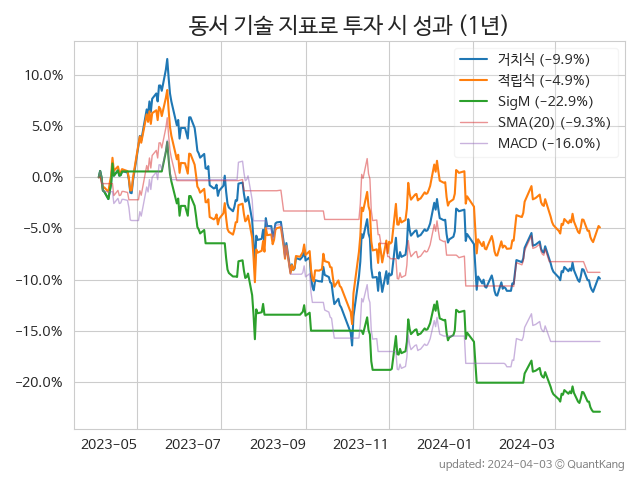 동서 기술 지표로 투자 시 성과 (1년)
거치식 (−9.9%)
적립식 (−4.9%)
SigM (−22.9%)
SMA(20) (−9.3%)
MACD (−16.0%)
10.0%
5.0%
0.0%
−5.0%
−10.0%
−15.0%
−20.0%
2023-05 2023-07 2023-09 2023-11 2024-01 2024-03
updated: 2024-04-03 © QuantKang